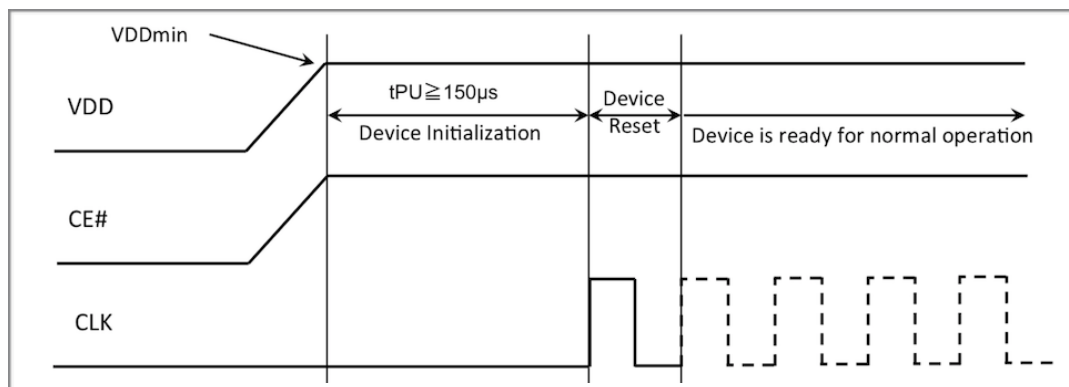 VDDmin
VDD
tPU≧150µs
Device Initialization
Device
Reset
Device is ready for normal operation
CE#
CLK